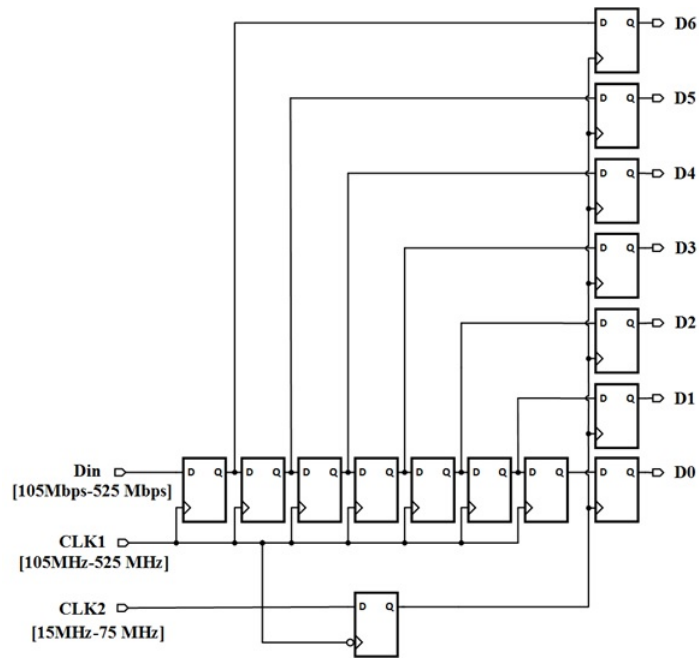 D Q D6
D Q D5
D Q D4
D Q D3
D Q D2
D Q D1
Din D Q D Q D Q D Q D Q D Q D Q D Q D0
[105Mbps-525 Mbps]
CLK1
[105MHz-525 MHz]
CLK2 D Q
[15MHz-75 MHz]